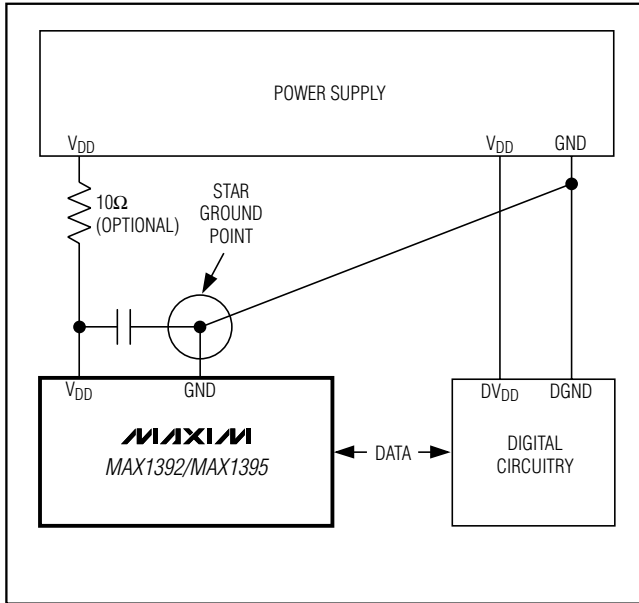 POWER SUPPLY
VDD
VDD
GND
10Ω
(OPTIONAL)
STAR
GROUND
POINT
VDD
GND
DVDD
DGND
MAXIM
MAX1392/MAX1395
DATA
DIGITAL
CIRCUITRY